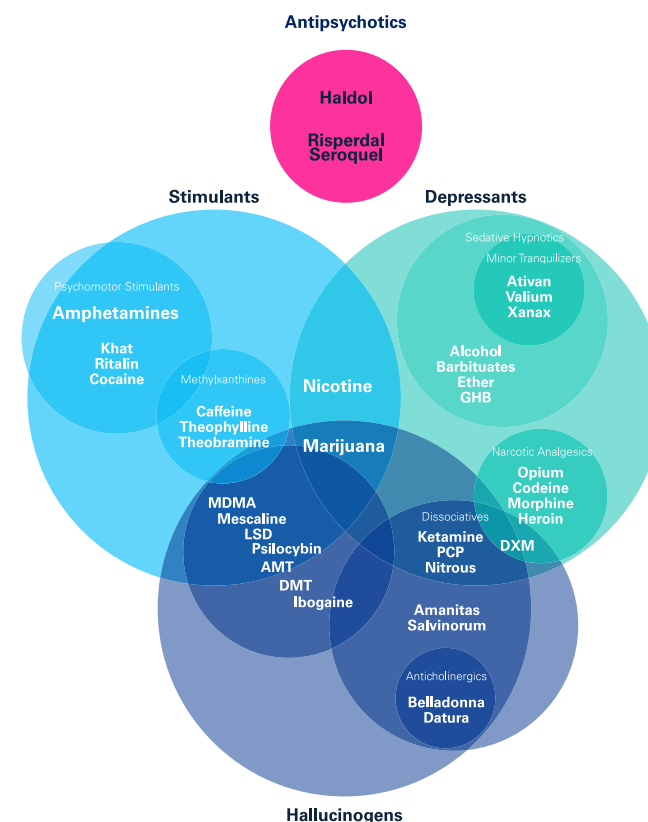 Antipsychotics
Haldol
Risperdal
Seroquel
Stimulants
Depressants
Psychomotor Stimulants
Amphetamines
Khat
Ritalin
Cocaine
Methylxanthines
Caffeine
Theophylline
Theobramine
Nicotine
Marijuana
Sedative Hypnotics
Minor Tranquilizers
Ativan
Valium
Xanax
Alcohol
Barbituates
Ether
GHB
Narcotic Analgesics
Opium
Codeine
Morphine
Heroin
DXM
Dissociatives
Ketamine
PCP
Nitrous
MDMA
Mescaline
LSD
Psilocybin
AMT
DMT
Ibogaine
Amanitas
Salvinorum
Anticholinergics
Belladonna
Datura
Hallucinogens